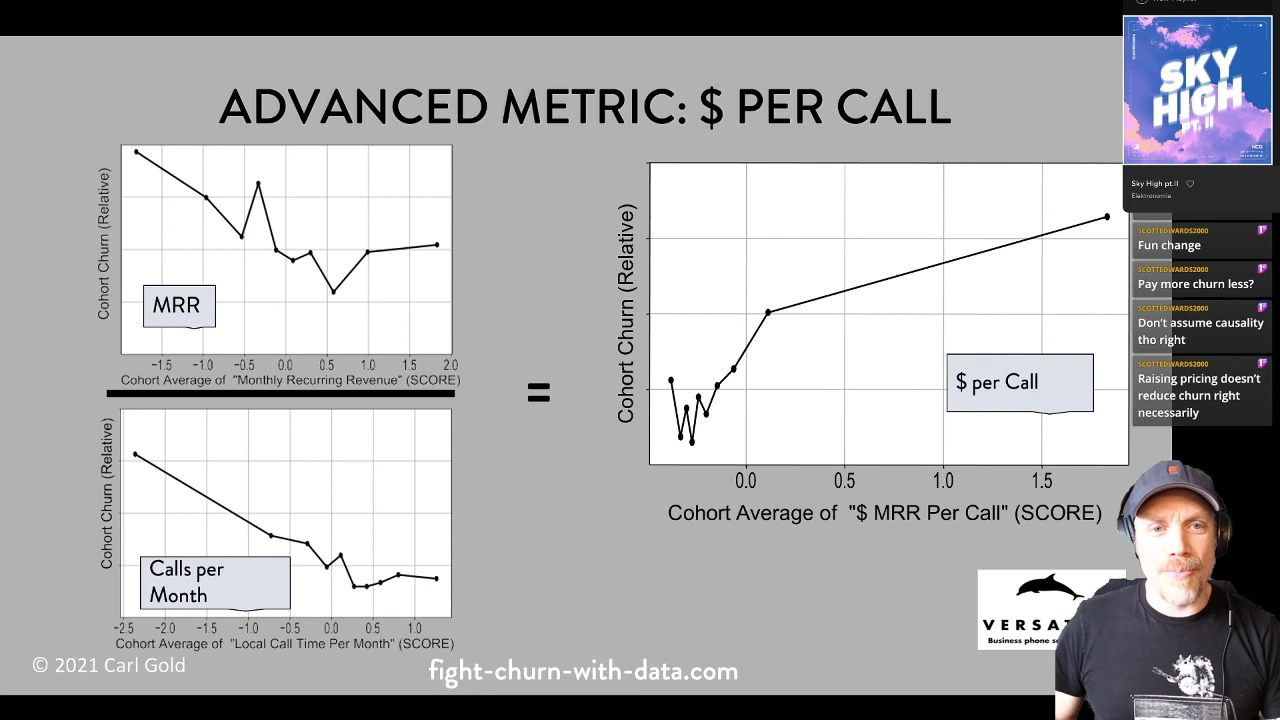 ADVANCED METRIC: $ PER CALL
Cohort Churn (Relative)
MRR
−1.5 −1.0 −0.5 0.0 0.5 1.0 1.5 2.0
Cohort Average of "Monthly Recurring Revenue" (SCORE)
Cohort Churn (Relative)
Calls per
Month
−2.5 −2.0 −1.5 −1.0 −0.5 0.0 0.5 1.0
Cohort Average of "Local Call Time Per Month" (SCORE)
=
Cohort Churn (Relative)
$ per Call
0.0 0.5 1.0 1.5
Cohort Average of "$ MRR Per Call" (SCORE)
© 2021 Carl Gold
fight-churn-with-data.com
Business phone
SKY
HIGH
PT. II
NCS
Sky High pt.II
Elektronomia
SCOTTEDWARDS2000
Fun change
SCOTTEDWARDS2000
Pay more churn less?
SCOTTEDWARDS2000
Don't assume causality
tho right
SCOTTEDWARDS2000
Raising pricing doesn't
reduce churn right
necessarily